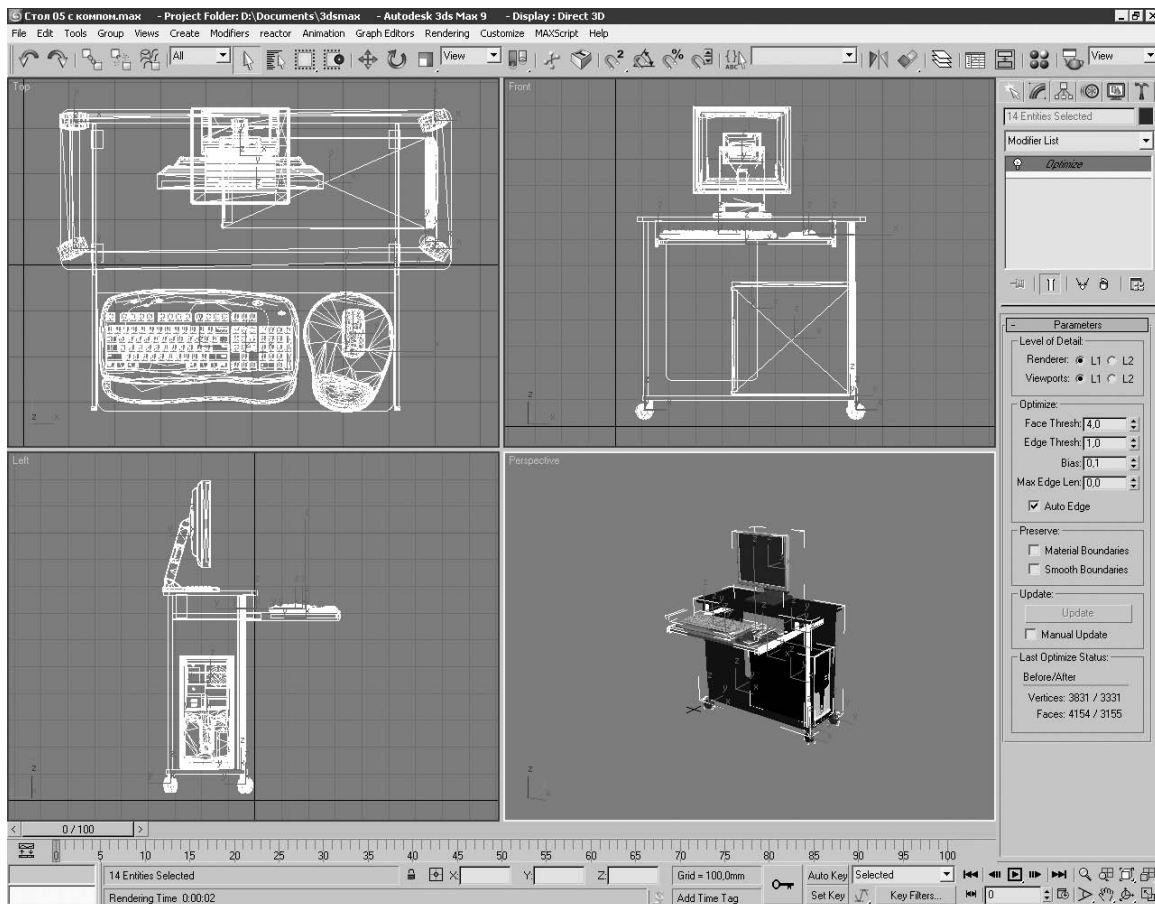 Стол 05 с компом.max - Project Folder: D:\Documents\3dsmax - Autodesk 3ds Max 9 - Display : Direct 3D
File Edit Tools Group Views Create Modifiers reactor Animation Graph Editors Rendering Customize MAXScript Help
All View View
Top
Front
14 Entities Selected
Modifier List
Optimize
Parameters
Level of Detail:
Renderer: L1 L2
Viewports: L1 L2
Optimize:
Face Thresh: 4,0
Edge Thresh: 1,0
Bias: 0,1
Max Edge Len: 0,0
Auto Edge
Preserve:
Material Boundaries
Smooth Boundaries
Update:
Update
Manual Update
Last Optimize Status:
Before/After
Vertices: 3831 / 3331
Faces: 4154 / 3155
Left
Perspective
0 / 100
0 5 10 15 20 25 30 35 40 45 50 55 60 65 70 75 80 85 90 95 100
14 Entities Selected X: Y: Z: Grid = 100,0mm Auto Key Selected
Rendering Time 0:00:02 Add Time Tag Set Key Key Filters... 0